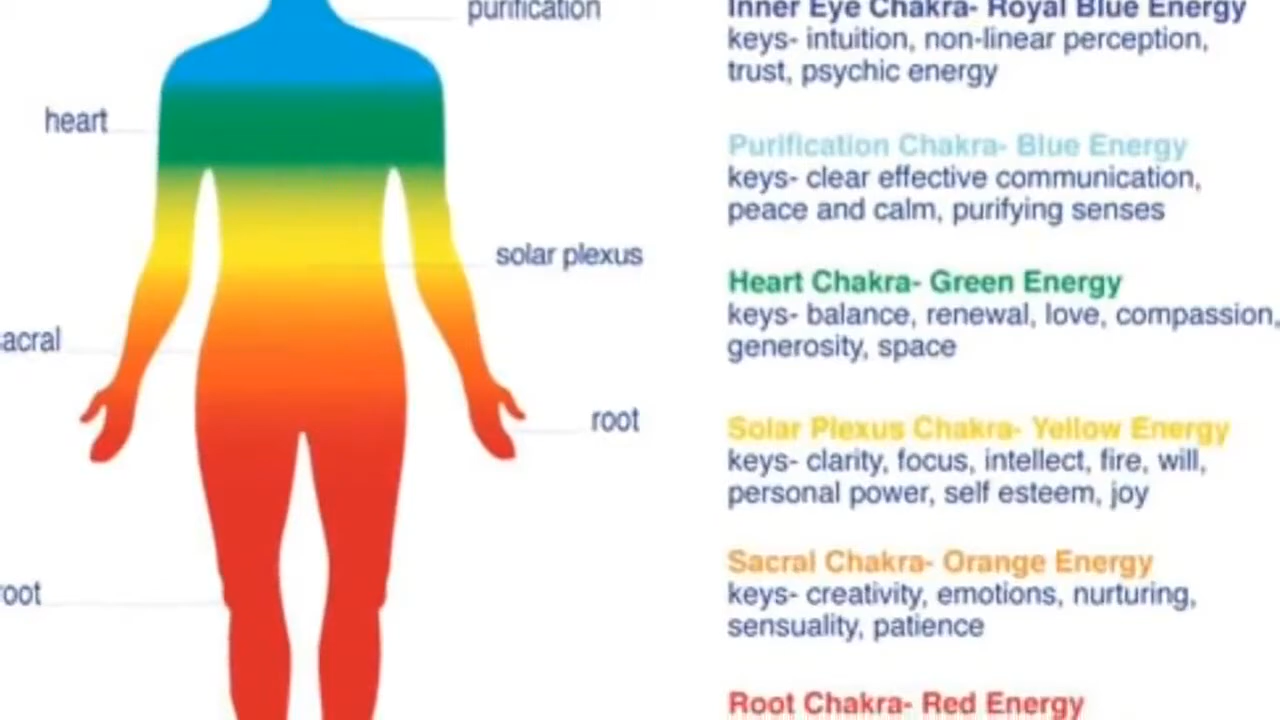 purification
heart
solar plexus
root
Inner Eye Chakra- Royal Blue Energy
keys- intuition, non-linear perception,
trust, psychic energy
Purification Chakra- Blue Energy
keys- clear effective communication,
peace and calm, purifying senses
Heart Chakra- Green Energy
keys- balance, renewal, love, compassion,
generosity, space
Solar Plexus Chakra- Yellow Energy
keys- clarity, focus, intellect, fire, will,
personal power, self esteem, joy
Sacral Chakra- Orange Energy
keys- creativity, emotions, nurturing,
sensuality, patience
Root Chakra- Red Energy